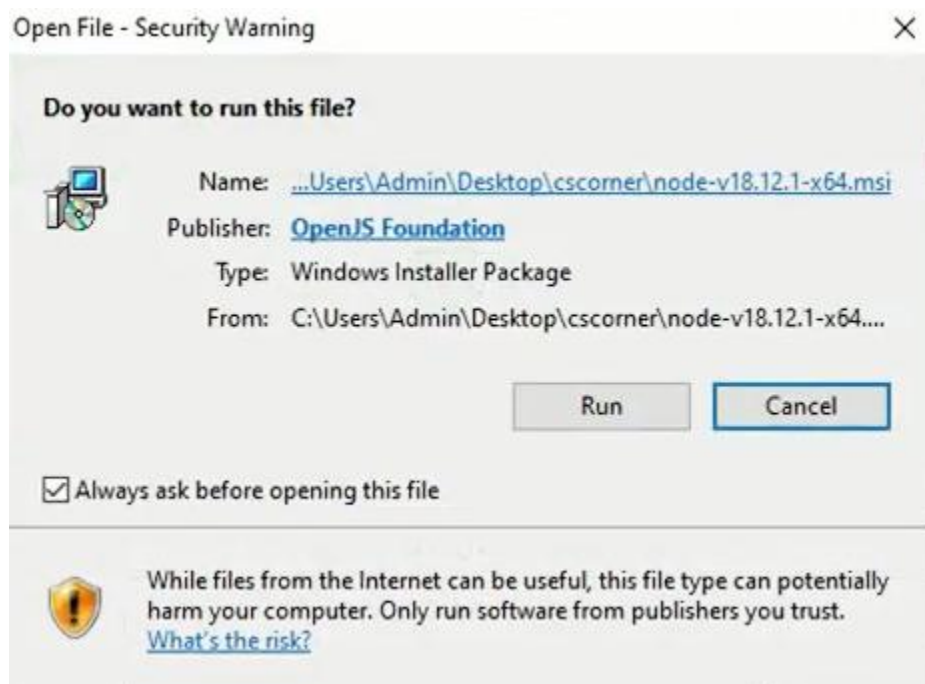 Open File - Security Warning
Do you want to run this file?
Name: ...Users\Admin\Desktop\cscorner\node-v18.12.1-x64.msi
Publisher: OpenJS Foundation
Type: Windows Installer Package
From: C:\Users\Admin\Desktop\cscorner\node-v18.12.1-x64....
Run Cancel
Always ask before opening this file
While files from the Internet can be useful, this file type can potentially
harm your computer. Only run software from publishers you trust.
What's the risk?